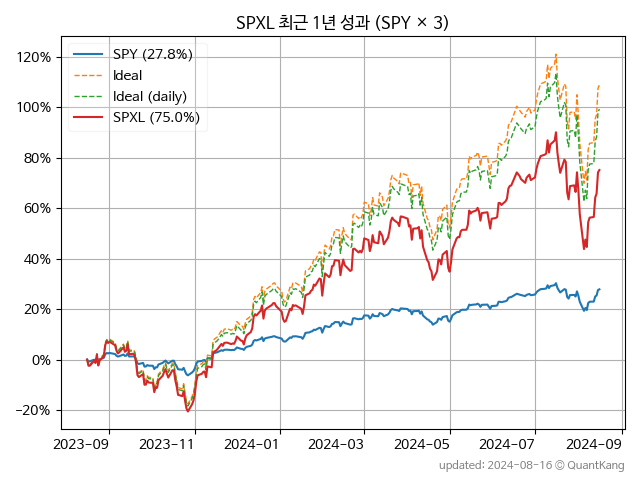 SPXL 최근 1년 성과 (SPY × 3)
SPY (27.8%)
Ideal
Ideal (daily)
SPXL (75.0%)
120%
100%
80%
60%
40%
20%
0%
−20%
2023-09
2023-11
2024-01
2024-03
2024-05
2024-07
2024-09
updated: 2024-08-16 © QuantKang